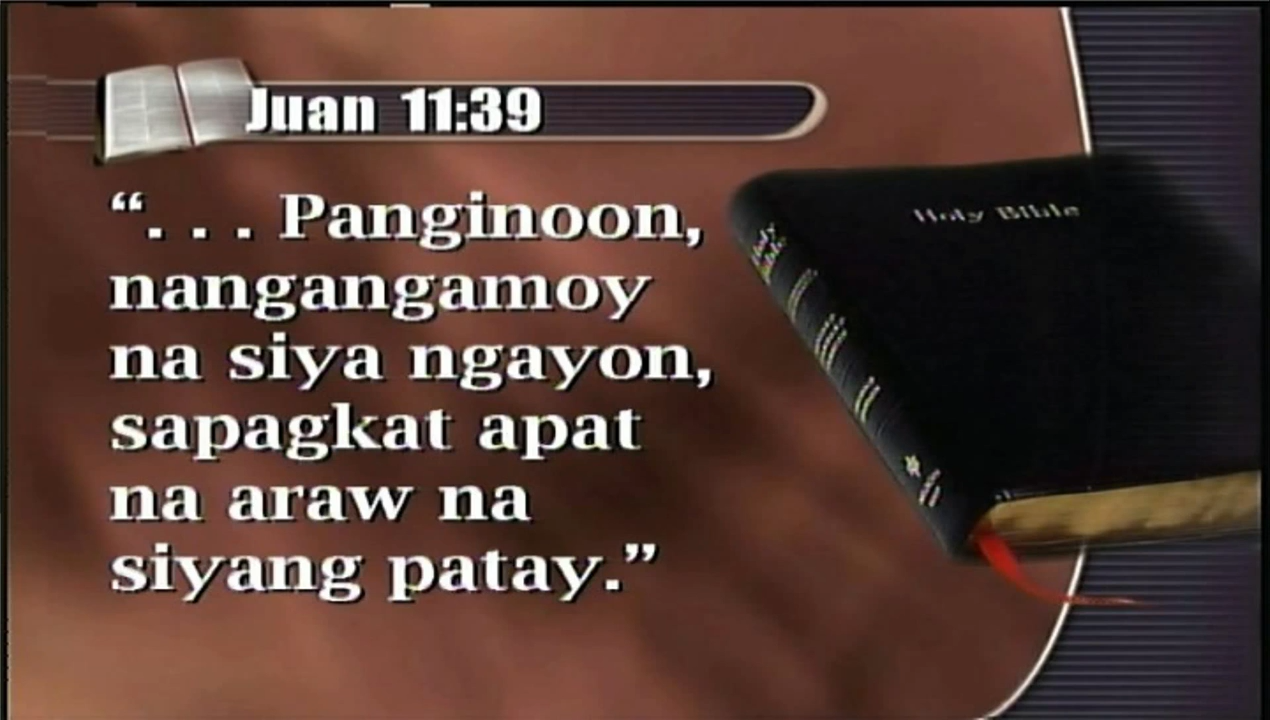 Juan 11:39
“. . . Panginoon,
nangangamoy
na siya ngayon,
sapagkat apat
na araw na
siyang patay.”
Holy Bible